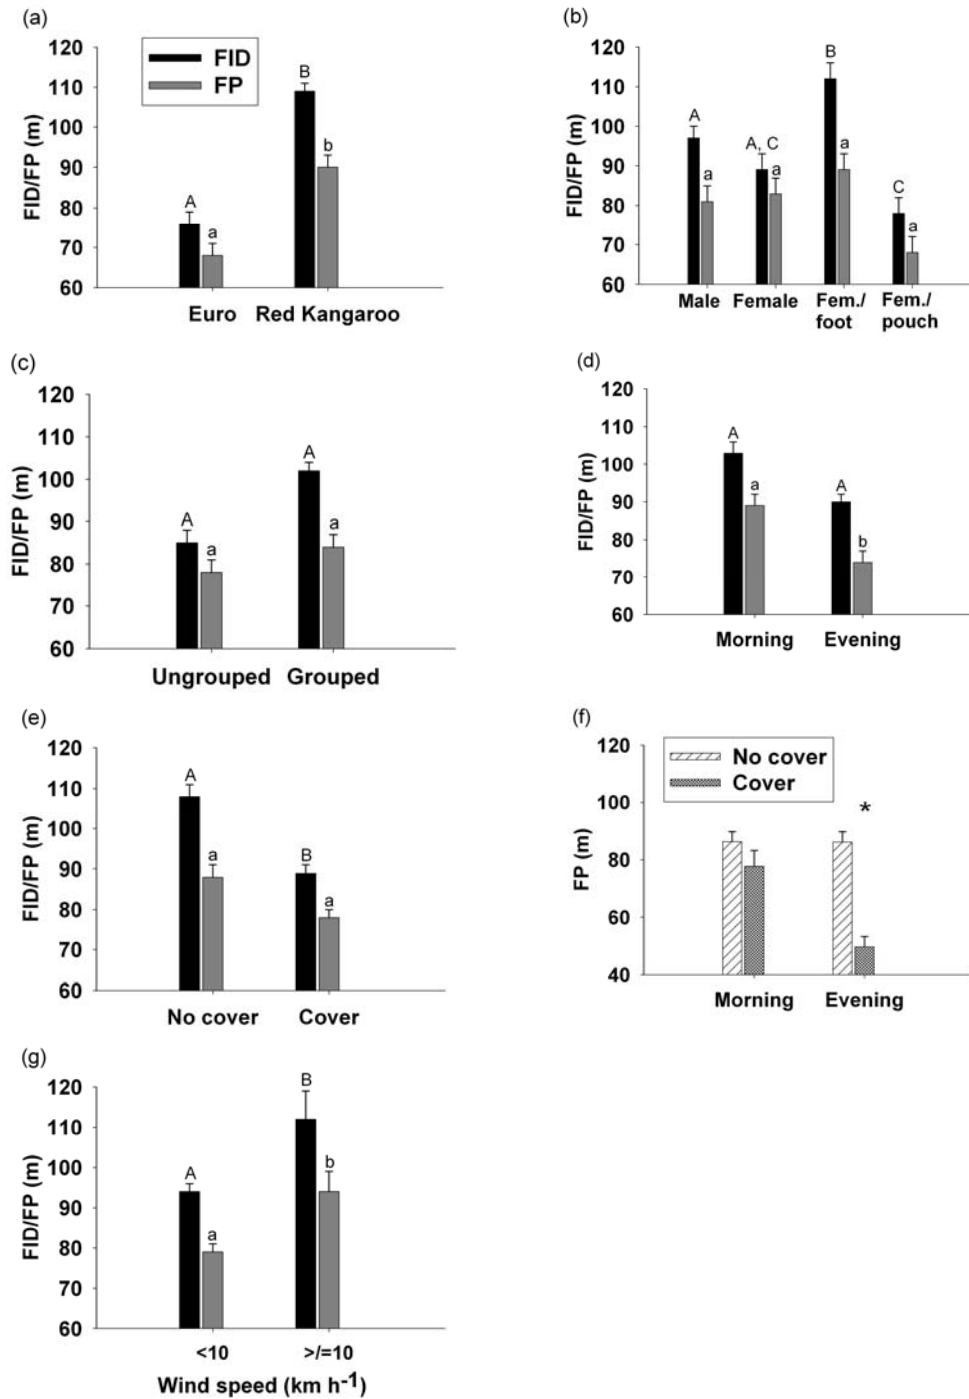 (a)
120
110
100
90
80
70
60
FID/FP (m)
FID
FP
A
a
B
b
Euro Red Kangaroo
(b)
120
110
100
90
80
70
60
FID/FP (m)
A
a
A, C
a
B
a
C
a
Male Female Fem./ Fem./
foot pouch
(c)
120
110
100
90
80
70
60
FID/FP (m)
A
a
A
a
Ungrouped Grouped
(d)
120
110
100
90
80
70
60
FID/FP (m)
A
a
A
b
Morning Evening
(e)
120
110
100
90
80
70
60
FID/FP (m)
A
a
B
a
No cover Cover
(f)
120
100
80
60
40
FP (m)
No cover
Cover
*
Morning Evening
(g)
120
110
100
90
80
70
60
FID/FP (m)
A
a
B
b
<10 >/=10
Wind speed (km h-1)